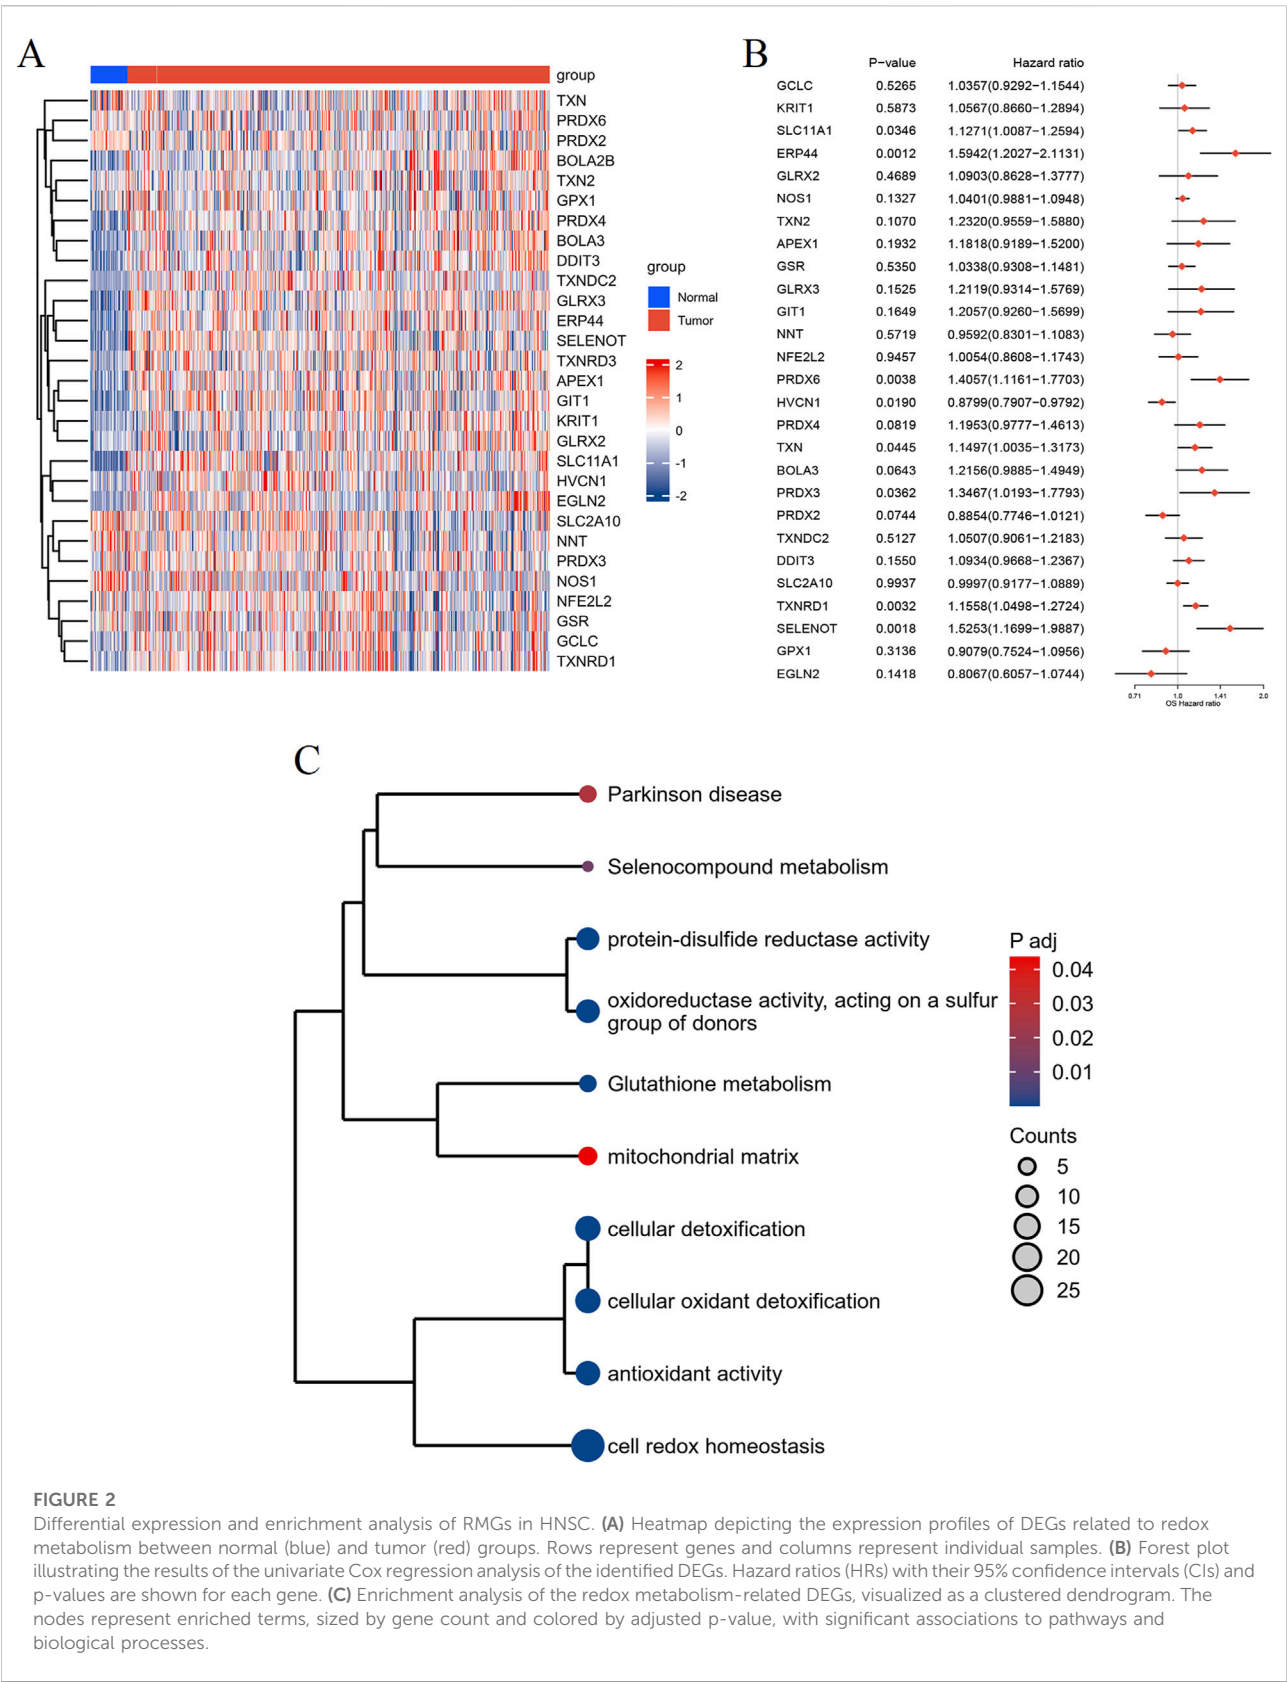 A
group
TXN
PRDX6
PRDX2
BOLA2B
TXN2
GPX1
PRDX4
BOLA3
DDIT3
TXNDC2
GLRX3
ERP44
SELENOT
TXNRD3
APEX1
GIT1
KRIT1
GLRX2
SLC11A1
HVCN1
EGLN2
SLC2A10
NNT
PRDX3
NOS1
NFE2L2
GSR
GCLC
TXNRD1
group
Normal
Tumor
2
1
0
-1
-2
B
P-value Hazard ratio
GCLC 0.5265 1.0357(0.9292-1.1544)
KRIT1 0.5873 1.0567(0.8660-1.2894)
SLC11A1 0.0346 1.1271(1.0087-1.2594)
ERP44 0.0012 1.5942(1.2027-2.1131)
GLRX2 0.4689 1.0903(0.8628-1.3777)
NOS1 0.1327 1.0401(0.9881-1.0948)
TXN2 0.1070 1.2320(0.9559-1.5880)
APEX1 0.1932 1.1818(0.9189-1.5200)
GSR 0.5350 1.0338(0.9308-1.1481)
GLRX3 0.1525 1.2119(0.9314-1.5769)
GIT1 0.1649 1.2057(0.9260-1.5699)
NNT 0.5719 0.9592(0.8301-1.1083)
NFE2L2 0.9457 1.0054(0.8608-1.1743)
PRDX6 0.0038 1.4057(1.1161-1.7703)
HVCN1 0.0190 0.8799(0.7907-0.9792)
PRDX4 0.0819 1.1953(0.9777-1.4613)
TXN 0.0445 1.1497(1.0035-1.3173)
BOLA3 0.0643 1.2156(0.9885-1.4949)
PRDX3 0.0362 1.3467(1.0193-1.7793)
PRDX2 0.0744 0.8854(0.7746-1.0121)
TXNDC2 0.5127 1.0507(0.9061-1.2183)
DDIT3 0.1550 1.0934(0.9668-1.2367)
SLC2A10 0.9937 0.9997(0.9177-1.0889)
TXNRD1 0.0032 1.1558(1.0498-1.2724)
SELENOT 0.0018 1.5253(1.1699-1.9887)
GPX1 0.3136 0.9079(0.7524-1.0956)
EGLN2 0.1418 0.8067(0.6057-1.0744)
0.71 1.0 1.41 2.0
OS Hazard ratio
C
Parkinson disease
Selenocompound metabolism
protein-disulfide reductase activity
oxidoreductase activity, acting on a sulfur
group of donors
Glutathione metabolism
mitochondrial matrix
cellular detoxification
cellular oxidant detoxification
antioxidant activity
cell redox homeostasis
P adj
0.04
0.03
0.02
0.01
Counts
5
10
15
20
25
FIGURE 2
Differential expression and enrichment analysis of RMGs in HNSC. (A) Heatmap depicting the expression profiles of DEGs related to redox
metabolism between normal (blue) and tumor (red) groups. Rows represent genes and columns represent individual samples. (B) Forest plot
illustrating the results of the univariate Cox regression analysis of the identified DEGs. Hazard ratios (HRs) with their 95% confidence intervals (CIs) and
p-values are shown for each gene. (C) Enrichment analysis of the redox metabolism-related DEGs, visualized as a clustered dendrogram. The
nodes represent enriched terms, sized by gene count and colored by adjusted p-value, with significant associations to pathways and
biological processes.